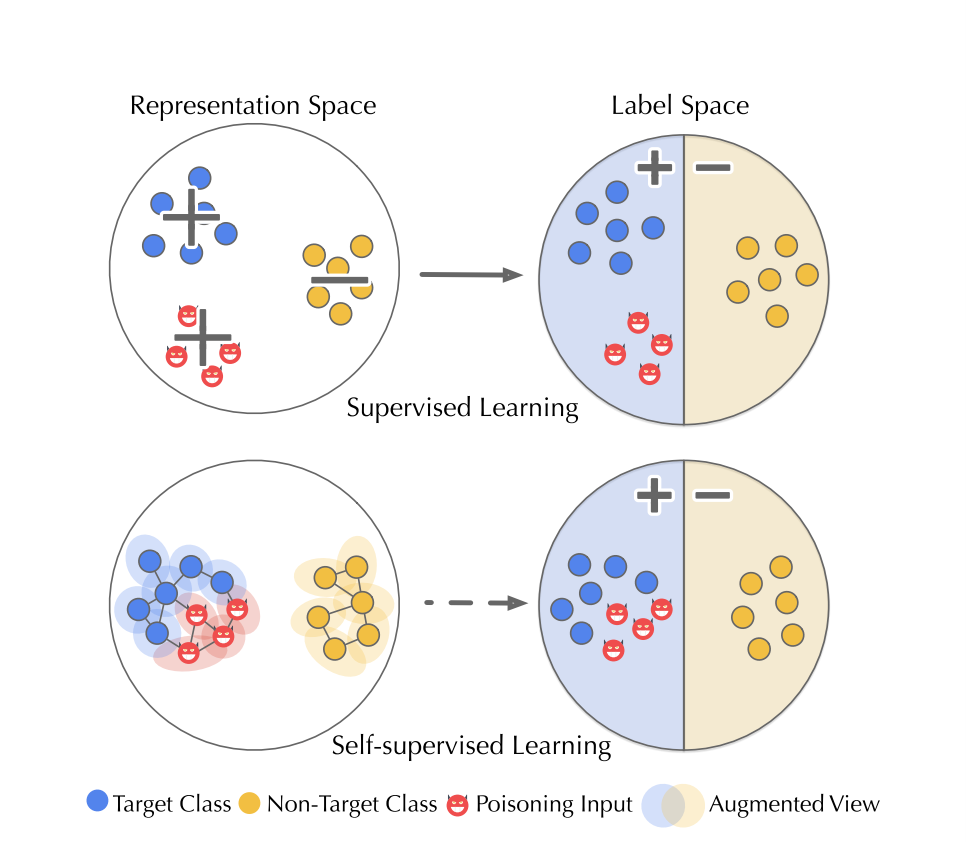 Representation Space
Label Space
Supervised Learning
Self-supervised Learning
Target Class Non-Target Class Poisoning Input Augmented View